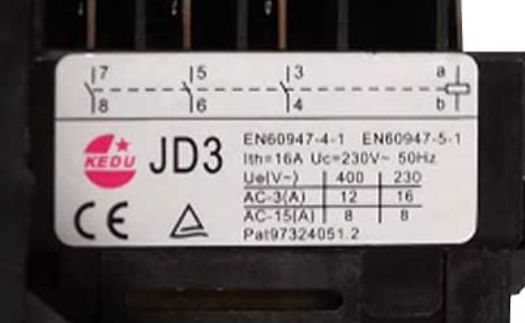 7 5 3 a
8 6 4 b
KEDU JD3
EN60947-4-1 EN60947-5-1
Ith=16A Uc=230V~ 50Hz
Ue(V~) 400 230
AC-3(A) 12 16
AC-15(A) 8 8
CE
Pat97324051.2